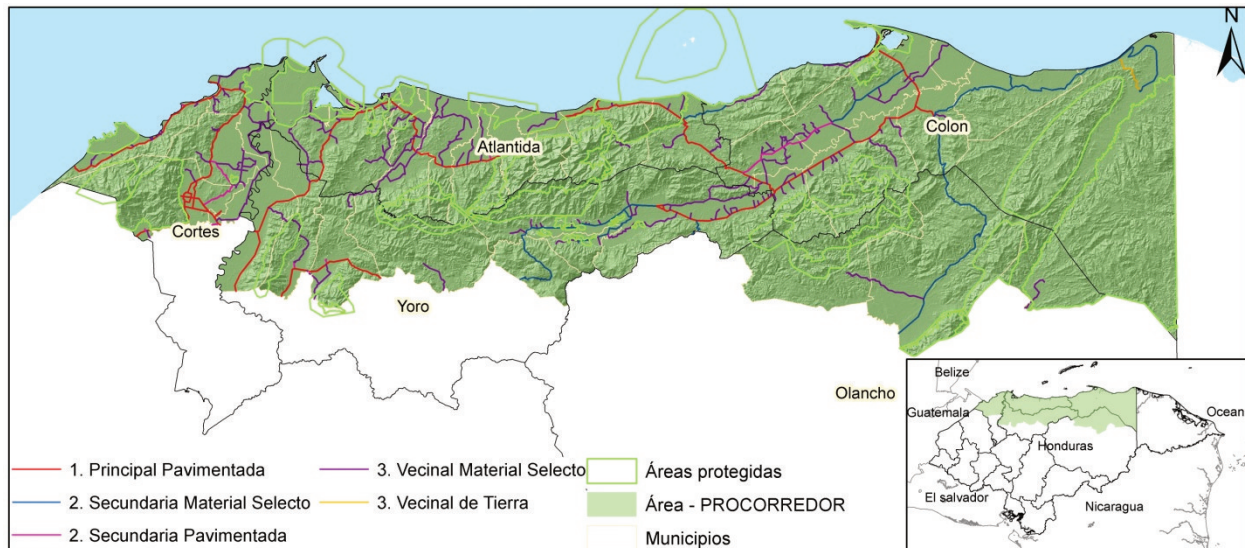 N
Colon
Atlantida
Cortes
Yoro
Olancho
1. Principal Pavimentada
2. Secundaria Material Selecto
2. Secundaria Pavimentada
3. Vecinal Material Selecto
3. Vecinal de Tierra
Áreas protegidas
Área - PROCORREDOR
Municipios
Belize
Guatemala
Ocean
Honduras
El salvador
Nicaragua